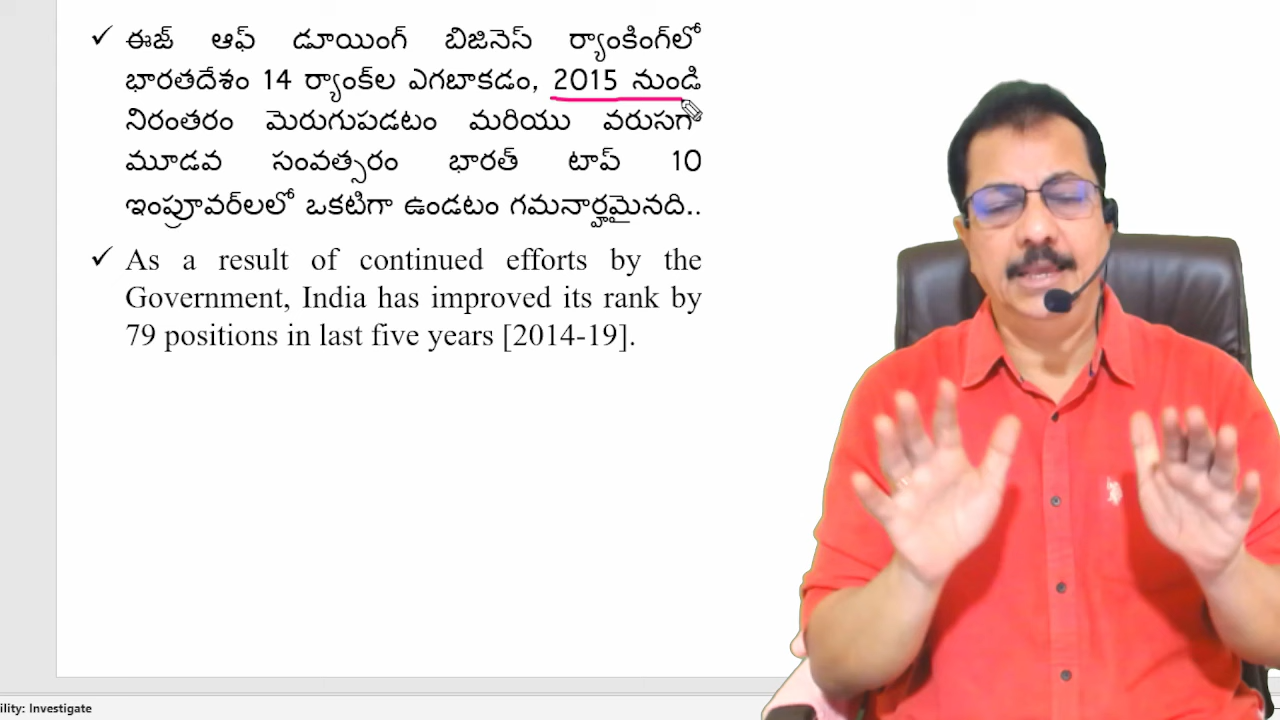 ✓ ఈజ్ ఆఫ్ డూయింగ్ బిజినెస్ ర్యాంకింగ్‌లో
భారతదేశం 14 ర్యాంక్‌ల ఎగబాకడం, 2015 నుండి
నిరంతరం మెరుగుపడటం మరియు వరుసగా
మూడవ సంవత్సరం భారత్ టాప్ 10
ఇంప్రూవర్‌లలో ఒకటిగా ఉండటం గమనార్హమైనది..
✓ As a result of continued efforts by the
Government, India has improved its rank by
79 positions in last five years [2014-19].
ility: Investigate